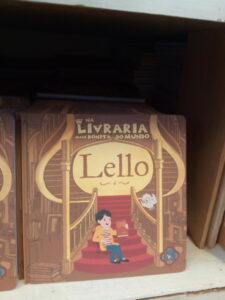 NA
LIVRARIA
MAIS BONITA DO MUNDO
Lello